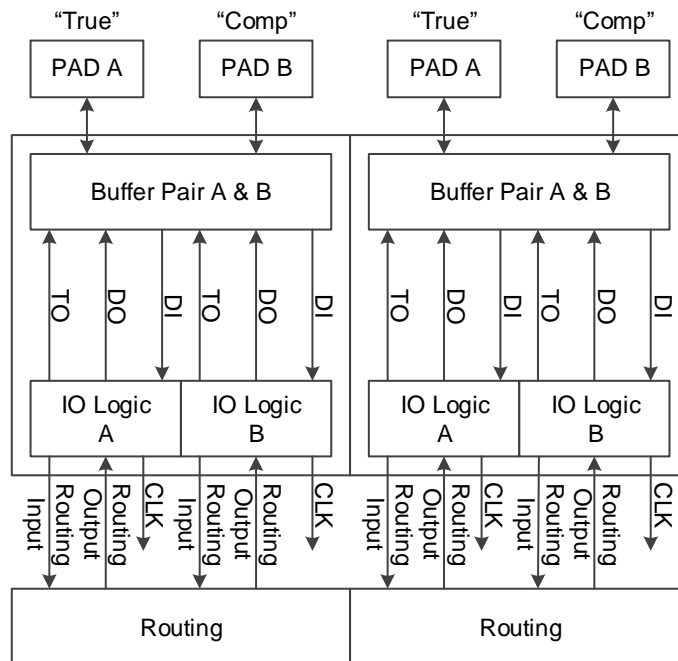 “True” “Comp” “True” “Comp”
PAD A PAD B PAD A PAD B
Buffer Pair A & B Buffer Pair A & B
TO DO DI TO DO DI TO DO DI TO DO DI
IO Logic IO Logic IO Logic IO Logic
A B A B
Routing Routing CLK Routing Routing CLK Routing Routing CLK Routing Routing CLK
Input Output Input Output Input Output Input Output
Routing Routing